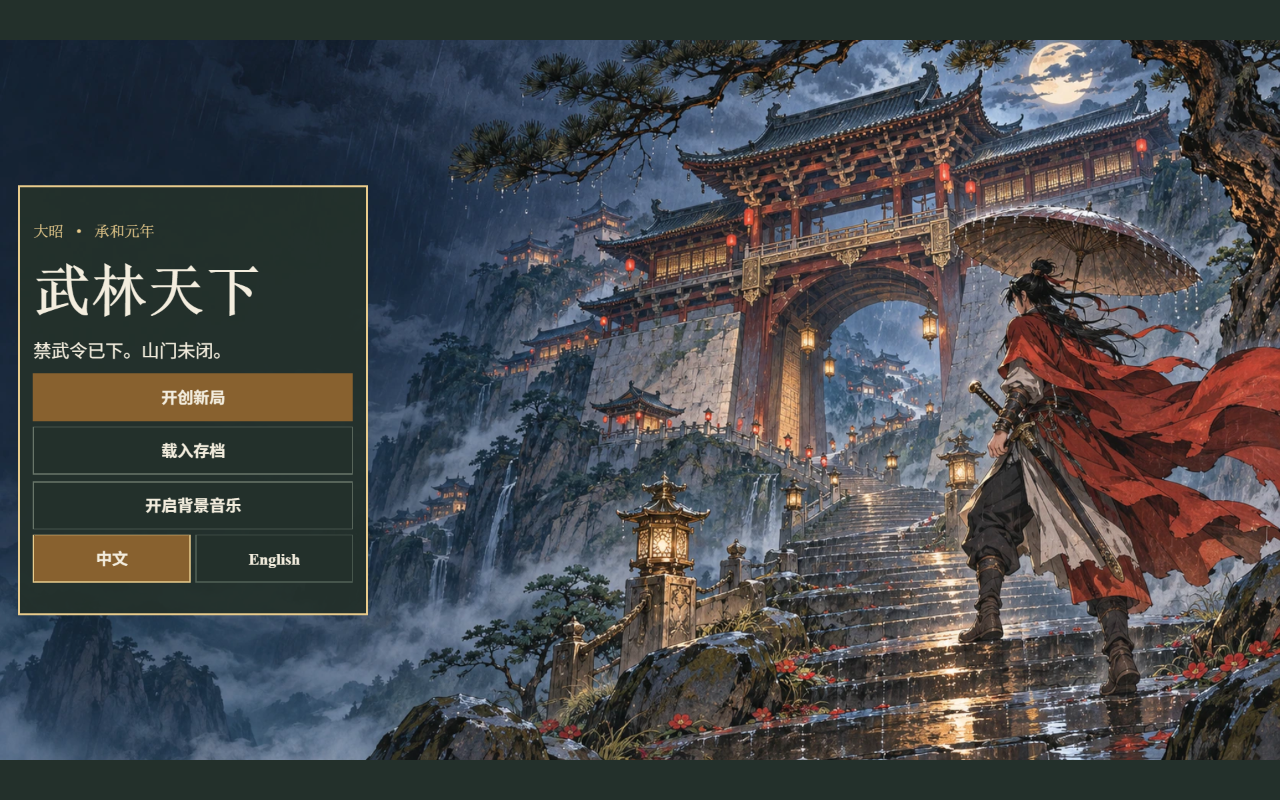 大昭 • 承和元年
武林天下
禁武令已下。山门未闭。
开创新局
载入存档
开启背景音乐
中文 English